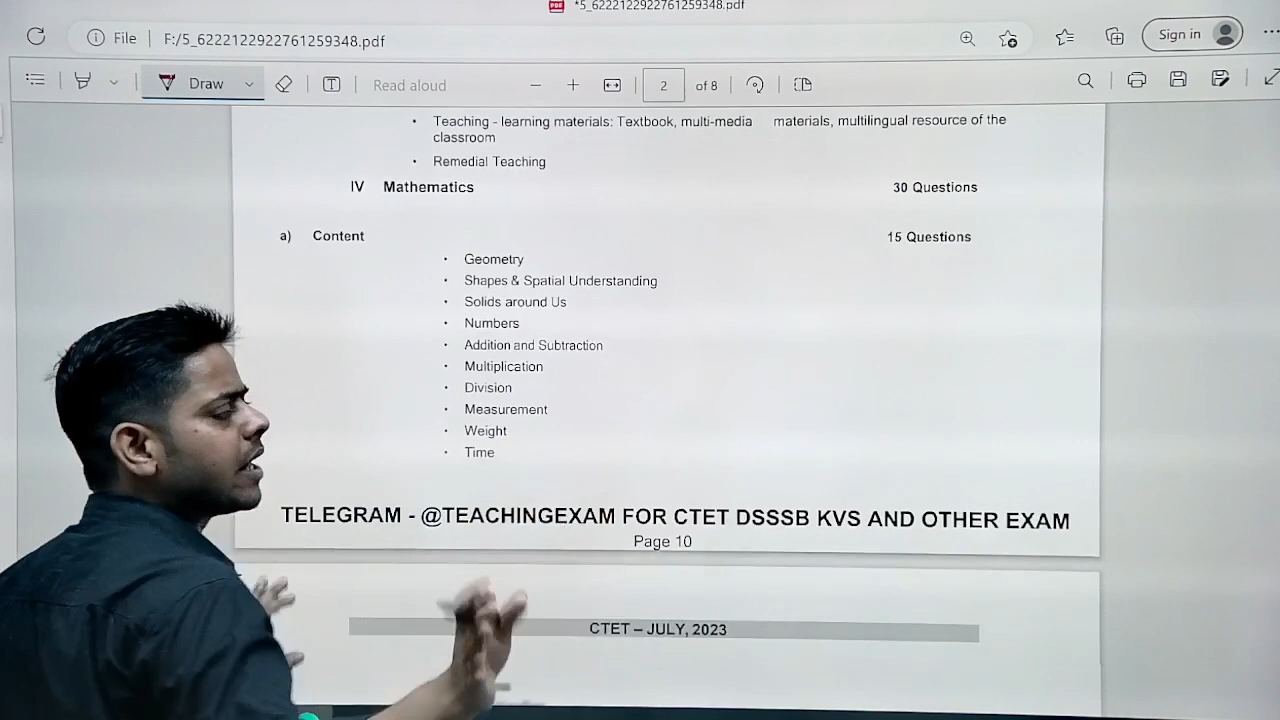 *5_6222122922761259348.pdf
File F:/5_6222122922761259348.pdf Sign in
Draw Read aloud 2 of 8
• Teaching - learning materials: Textbook, multi-media materials, multilingual resource of the
classroom
• Remedial Teaching
IV Mathematics 30 Questions
a) Content 15 Questions
• Geometry
• Shapes & Spatial Understanding
• Solids around Us
• Numbers
• Addition and Subtraction
• Multiplication
• Division
• Measurement
• Weight
• Time
TELEGRAM - @TEACHINGEXAM FOR CTET DSSSB KVS AND OTHER EXAM
Page 10
CTET – JULY, 2023